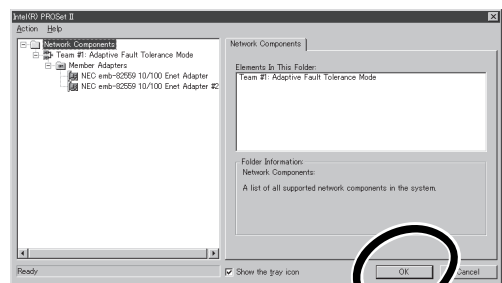 Intel(R) PROSet II
Action Help
Network Components
Team #1: Adaptive Fault Tolerance Mode
Member Adapters
NEC emb-82559 10/100 Enet Adapter
NEC emb-82559 10/100 Enet Adapter #2
Network Components
Elements In This Folder:
Team #1: Adaptive Fault Tolerance Mode
Folder Information:
Network Components:
A list of all supported network components in the system.
Ready
Show the tray icon
OK
Cancel